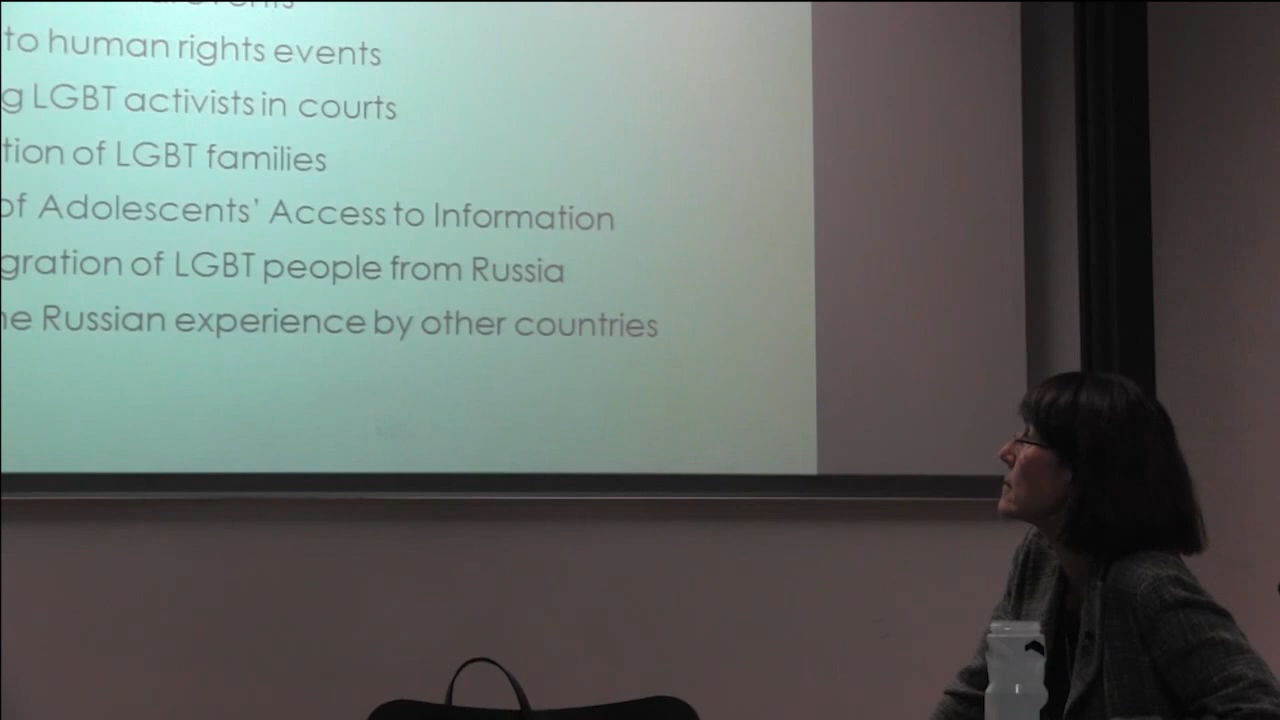 events
to human rights events
g LGBT activists in courts
tion of LGBT families
of Adolescents' Access to Information
gration of LGBT people from Russia
he Russian experience by other countries